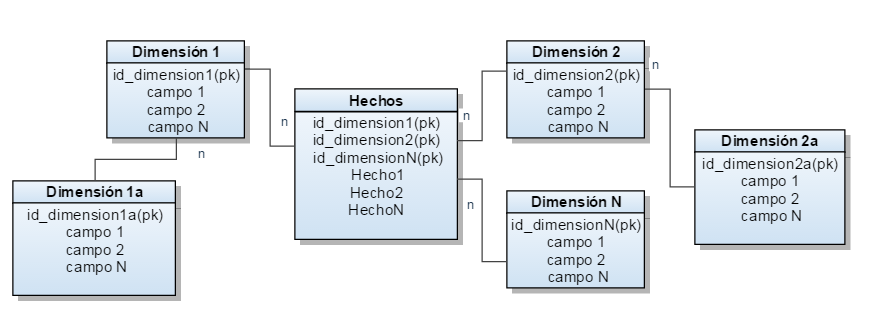 Dimensión 1
id_dimension1(pk)
campo 1
campo 2
campo N
n
n
Dimensión 1a
id_dimension1a(pk)
campo 1
campo 2
campo N
Hechos
id_dimension1(pk)
id_dimension2(pk)
id_dimensionN(pk)
Hecho1
Hecho2
HechoN
n
n
Dimensión 2
id_dimension2(pk)
campo 1
campo 2
campo N
n
Dimensión N
id_dimensionN(pk)
campo 1
campo 2
campo N
Dimensión 2a
id_dimension2a(pk)
campo 1
campo 2
campo N